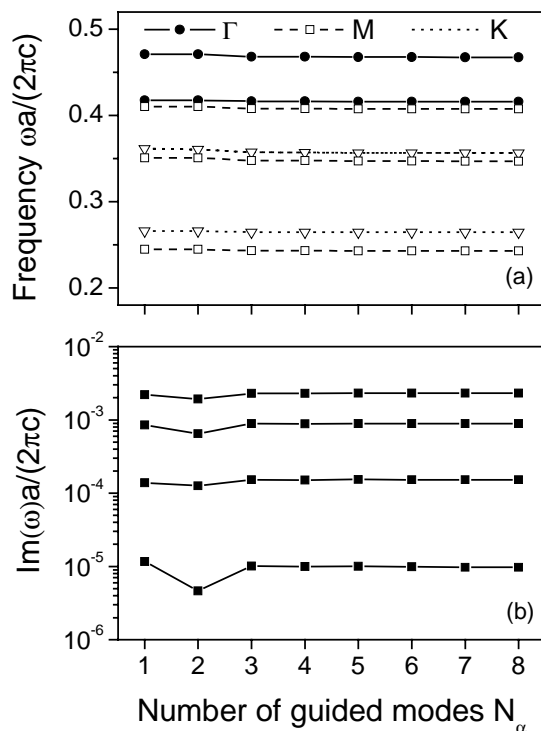 Γ M K
Frequency ωa/(2πc)
0.5
0.4
0.3
0.2
(a)
Im(ω)a/(2πc)
10⁻²
10⁻³
10⁻⁴
10⁻⁵
10⁻⁶
(b)
1 2 3 4 5 6 7 8
Number of guided modes N_α